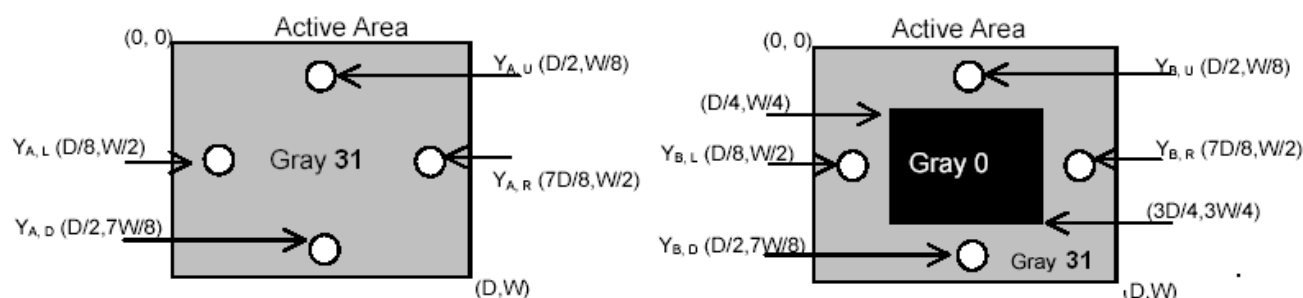 Active Area
(0, 0)
YA, U (D/2,W/8)
YA, L (D/8,W/2)
Gray 31
YA, R (7D/8,W/2)
YA, D (D/2,7W/8)
(D,W)
Active Area
(0, 0)
YB, U (D/2,W/8)
(D/4,W/4)
YB, L (D/8,W/2)
Gray 0
YB, R (7D/8,W/2)
(3D/4,3W/4)
YB, D (D/2,7W/8)
Gray 31
(D,W)